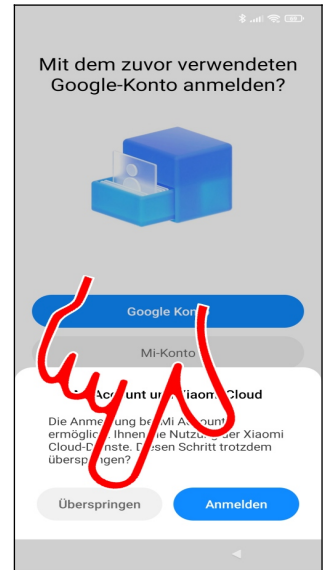 Mit dem zuvor verwendeten
Google-Konto anmelden?
Google Konto
Mi-Konto
Account und Xiaomi Cloud
Die Anmeldung bei Mi Account
ermöglicht Ihnen die Nutzung der Xiaomi
Cloud-Dienste. Diesen Schritt trotzdem
überspringen?
Überspringen
Anmelden